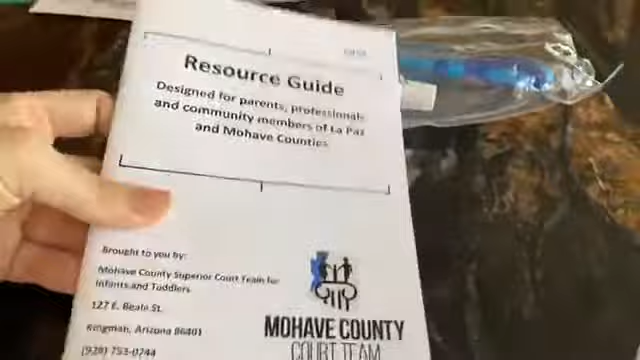 Resource Guide
Designed for parents, professionals
and community members of La Paz
and Mohave Counties
Brought to you by:
Mohave County Superior Court Team for
Infants and Toddlers
127 E. Beale St.
Kingman, Arizona 86401
(928) 753-0744
MOHAVE COUNTY
COURT TEAM